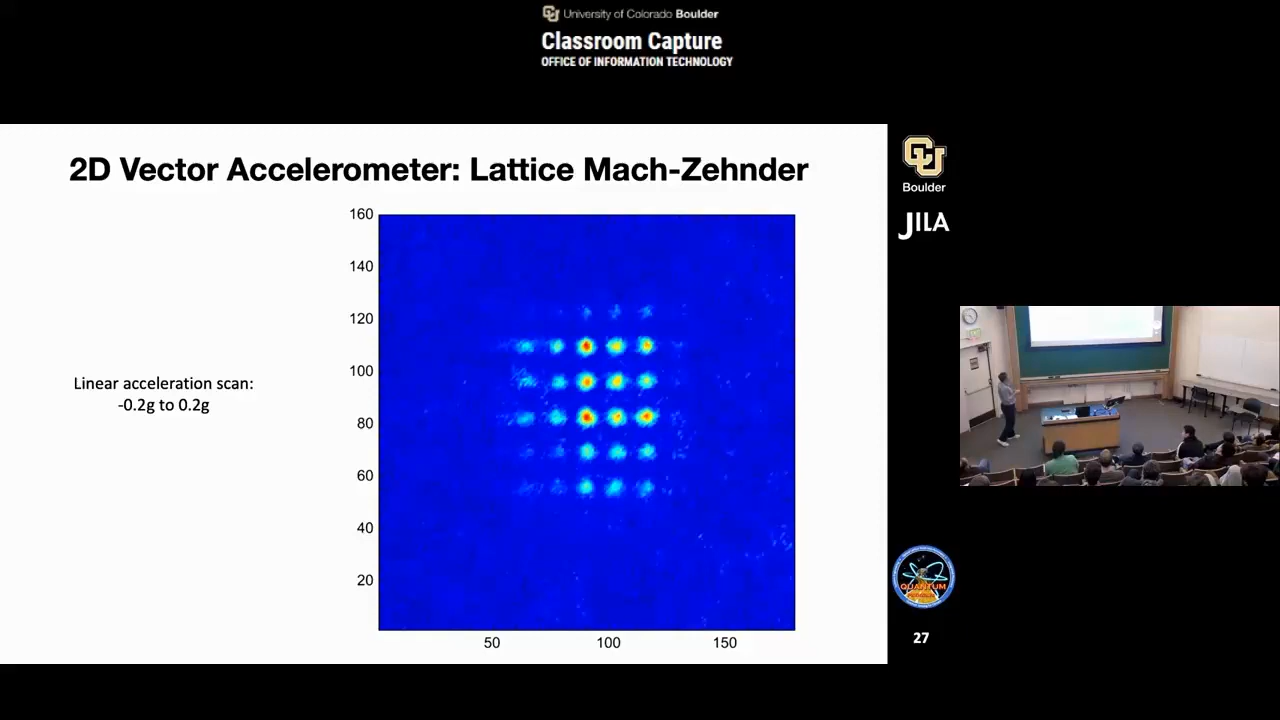 University of Colorado Boulder
Classroom Capture
OFFICE OF INFORMATION TECHNOLOGY
2D Vector Accelerometer: Lattice Mach-Zehnder
Linear acceleration scan:
-0.2g to 0.2g
160
140
120
100
80
60
40
20
50
100
150
CU
Boulder
JILA
QUANTUM
27